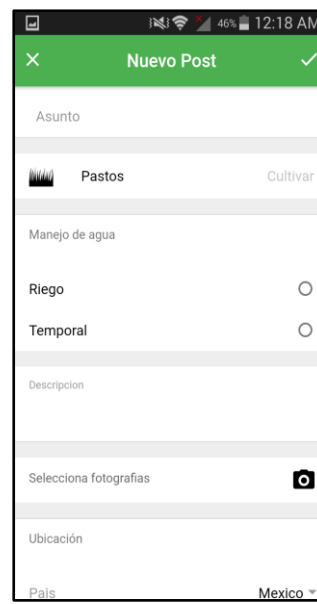 46% 12:18 AM
Nuevo Post
Asunto
Pastos Cultivar
Manejo de agua
Riego
Temporal
Descripcion
Selecciona fotografias
Ubicación
Pais Mexico